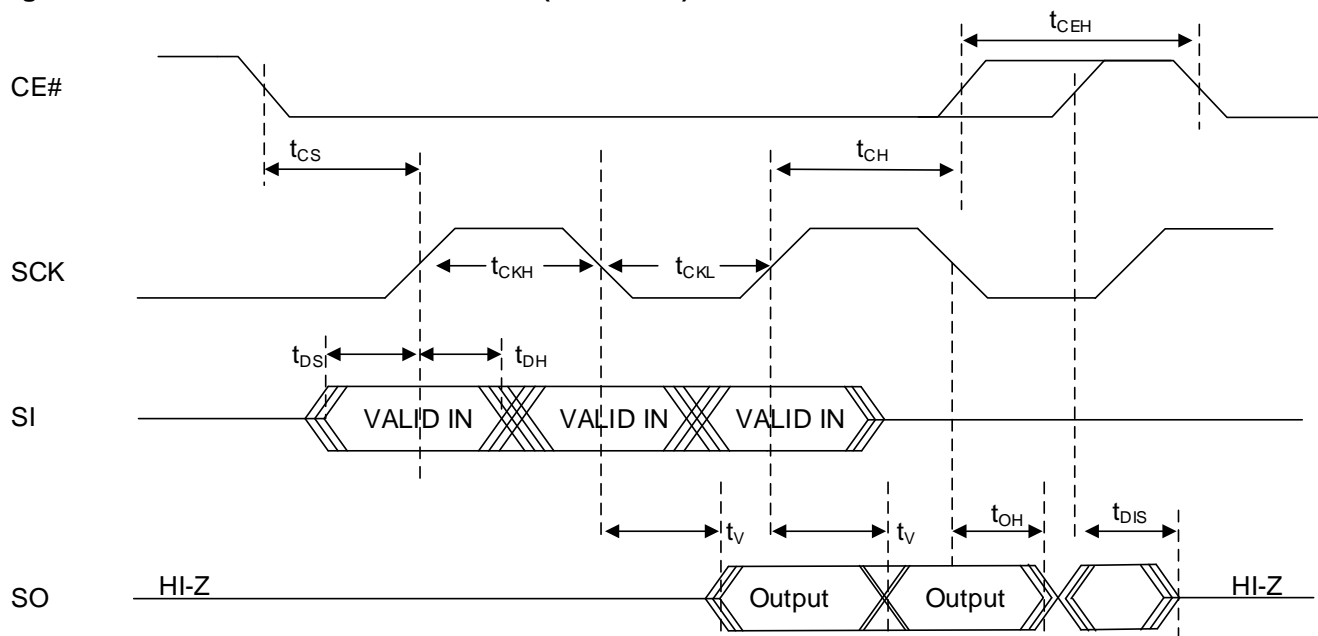 tCEH
CE#
tCS
tCH
SCK
tCKH
tCKL
tDS
tDH
SI
VALID IN
VALID IN
VALID IN
tV
tV
tOH
tDIS
SO
HI-Z
Output
Output
HI-Z